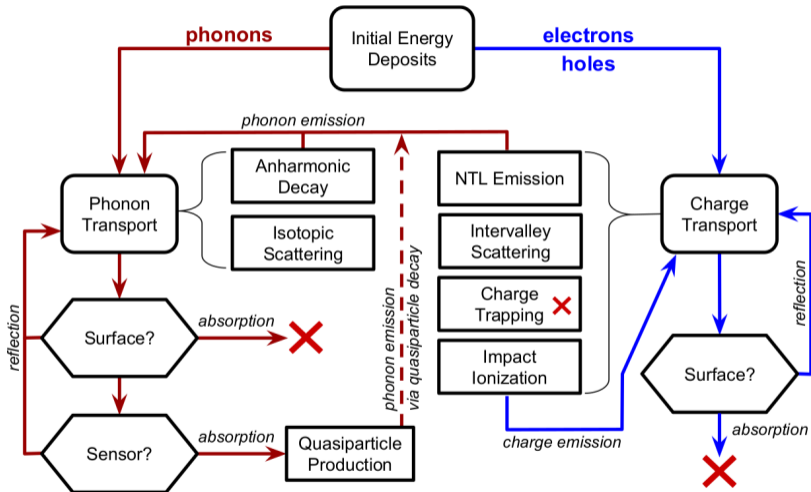 phonons
Initial Energy
Deposits
electrons
holes
phonon emission
Anharmonic
Decay
NTL Emission
Phonon
Transport
Isotopic
Scattering
Intervalley
Scattering
Charge
Transport
Charge
Trapping
Impact
Ionization
phonon emission
via quasiparticle decay
reflection
Surface?
absorption
reflection
Surface?
absorption
charge emission
Sensor?
absorption
Quasiparticle
Production